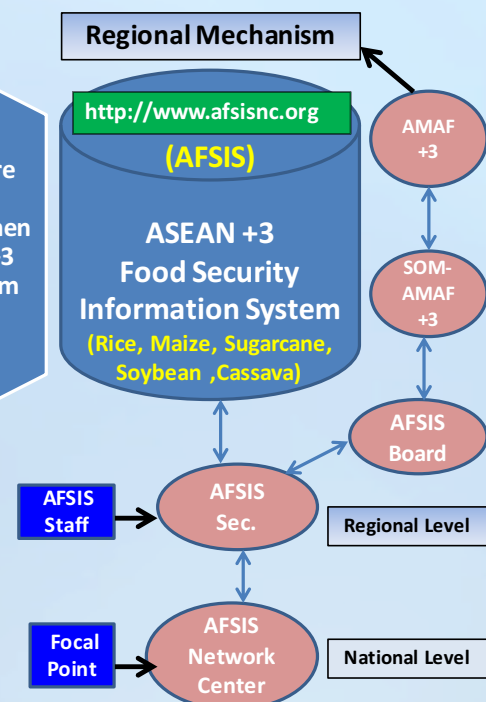 Regional Mechanism
http://www.afsisnc.org
(AFSIS)
ASEAN +3
Food Security
Information System
(Rice, Maize, Sugarcane,
Soybean ,Cassava)
AMAF
+3
SOM-
AMAF
+3
AFSIS
Board
AFSIS
Sec.
AFSIS
Staff
Regional Level
AFSIS
Network
Center
Focal
Point
National Level